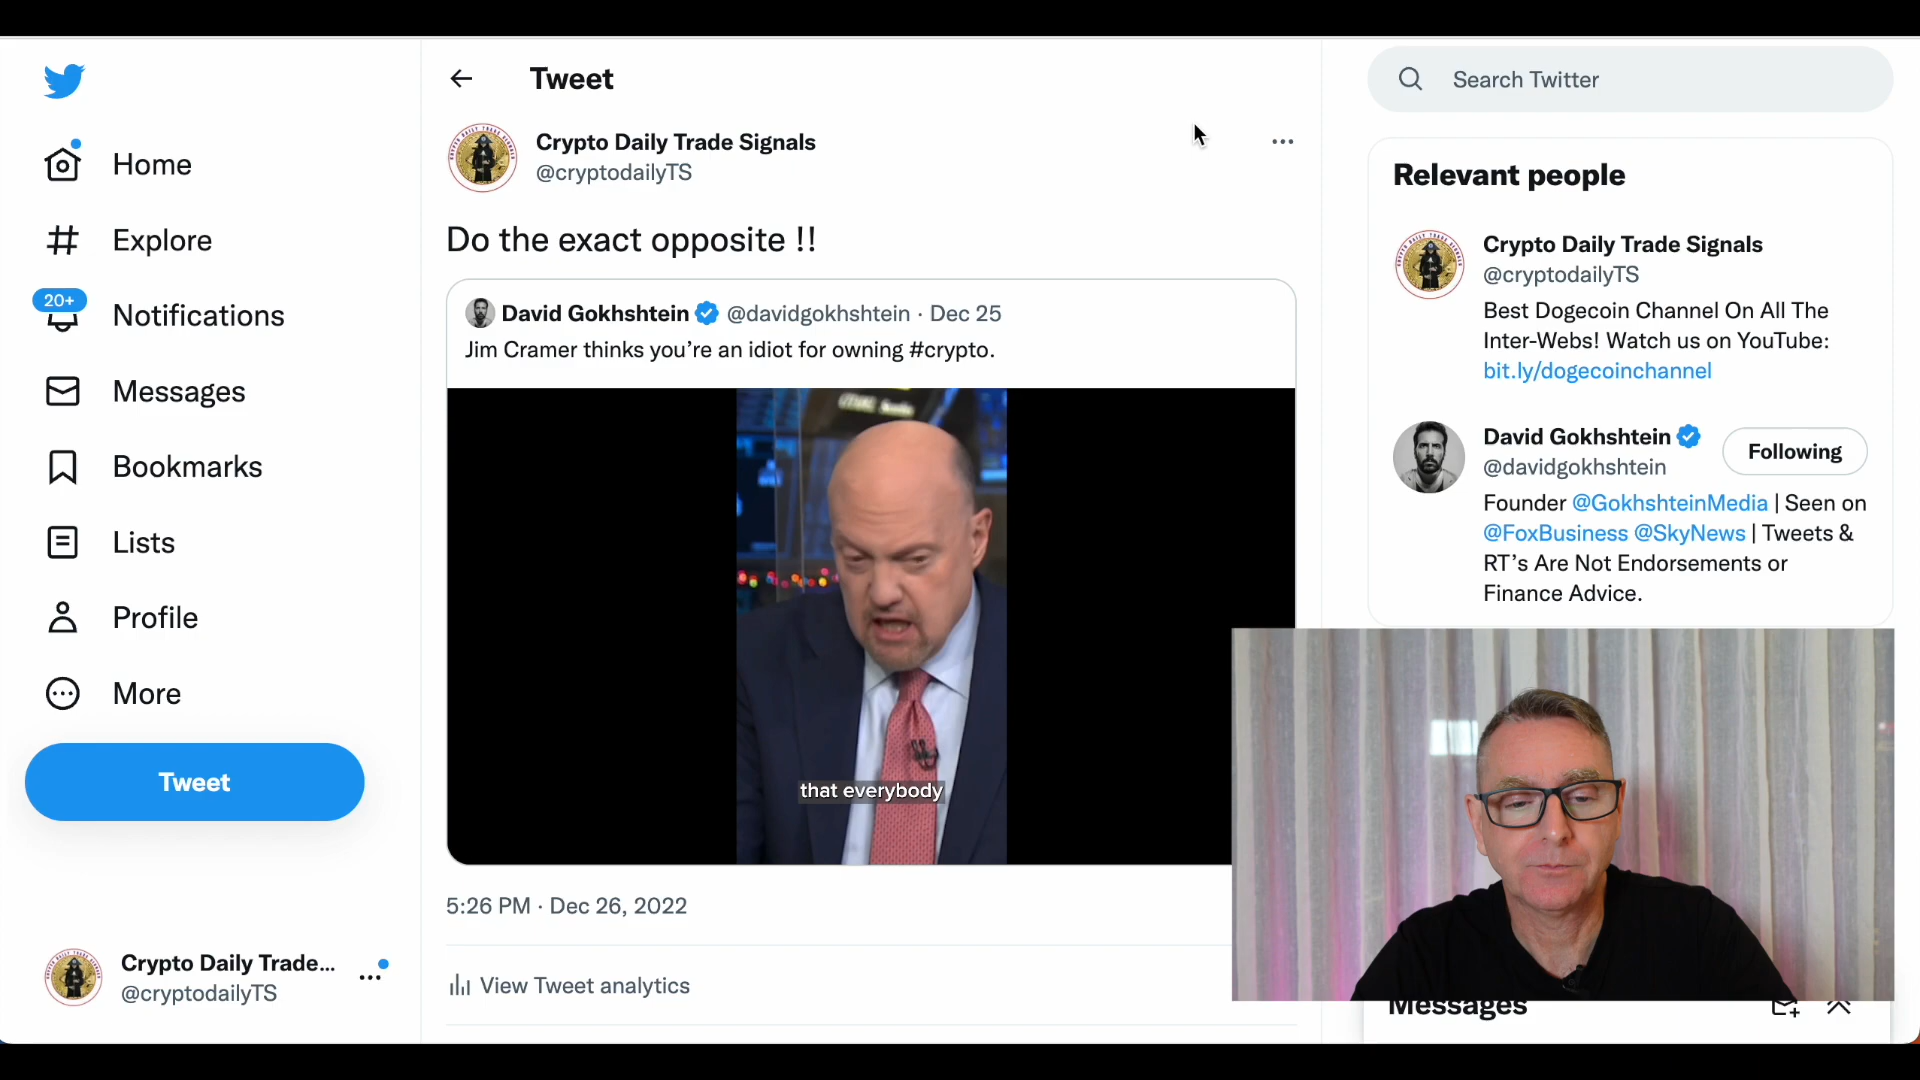 Home
Explore
20+
Notifications
Messages
Bookmarks
Lists
Profile
More
Tweet
Crypto Daily Trade...
@cryptodailyTS
Tweet
Crypto Daily Trade Signals
@cryptodailyTS
Do the exact opposite !!
David Gokhshtein @davidgokhshtein · Dec 25
Jim Cramer thinks you’re an idiot for owning #crypto.
that everybody
5:26 PM · Dec 26, 2022
View Tweet analytics
Search Twitter
Relevant people
Crypto Daily Trade Signals
@cryptodailyTS
Best Dogecoin Channel On All The
Inter-Webs! Watch us on YouTube:
bit.ly/dogecoinchannel
David Gokhshtein
@davidgokhshtein
Following
Founder @GokhshteinMedia | Seen on
@FoxBusiness @SkyNews | Tweets &
RT’s Are Not Endorsements or
Finance Advice.
Messages